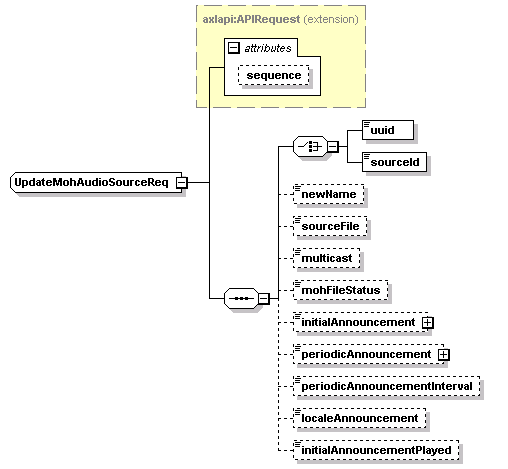 axlapi:APIRequest (extension)
attributes
sequence
uuid
sourceId
UpdateMohAudioSourceReq
newName
sourceFile
multicast
mohFileStatus
initialAnnouncement
periodicAnnouncement
periodicAnnouncementInterval
localeAnnouncement
initialAnnouncementPlayed